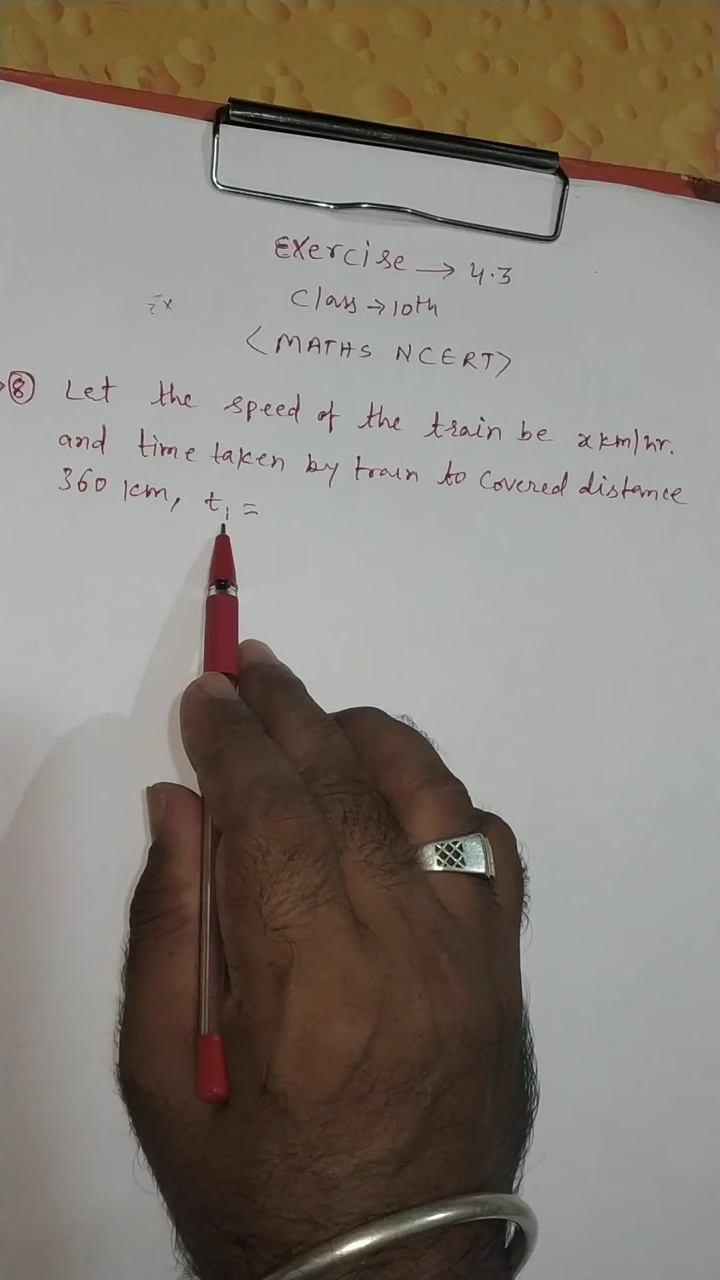 Exercise → 4.3
Class → 10th
<MATHS NCERT>
⑧ Let the speed of the train be x km/hr.
and time taken by train to covered distance
360 km, t₁ =